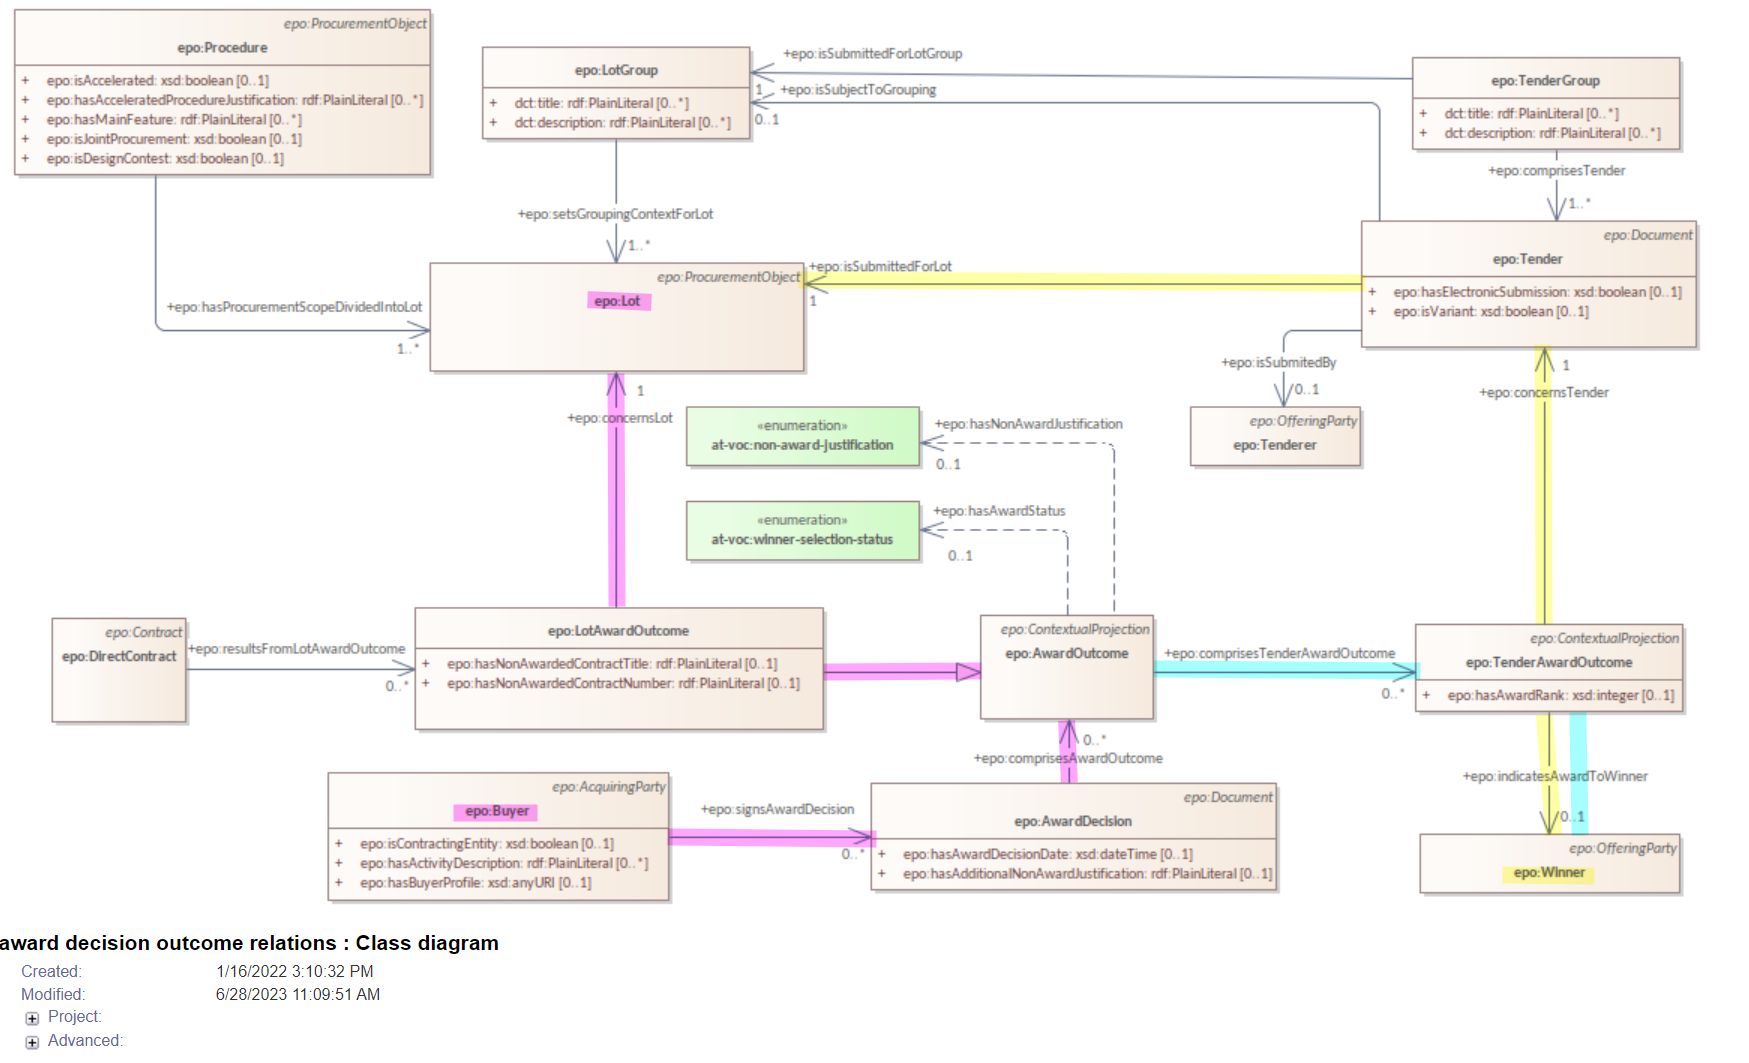 epo:ProcurementObject
epo:Procedure
+ epo:isAccelerated: xsd:boolean [0..1]
+ epo:hasAcceleratedProcedureJustification: rdf:PlainLiteral [0..*]
+ epo:hasMainFeature: rdf:PlainLiteral [0..*]
+ epo:isJointProcurement: xsd:boolean [0..1]
+ epo:isDesignContest: xsd:boolean [0..1]
epo:LotGroup
+ dct:title: rdf:PlainLiteral [0..*]
+ dct:description: rdf:PlainLiteral [0..*]
+epo:isSubmittedForLotGroup
1
+epo:isSubjectToGrouping
0..1
epo:TenderGroup
+ dct:title: rdf:PlainLiteral [0..*]
+ dct:description: rdf:PlainLiteral [0..*]
+epo:comprisesTender
1..*
+epo:setsGroupingContextForLot
1..*
epo:Document
epo:Tender
+ epo:hasElectronicSubmission: xsd:boolean [0..1]
+ epo:isVariant: xsd:boolean [0..1]
+epo:isSubmittedForLot
1
epo:ProcurementObject
epo:Lot
+epo:hasProcurementScopeDividedIntoLot
1..*
+epo:isSubmitedBy
0..1
1
+epo:concernsTender
1
+epo:concernsLot
«enumeration»
at-voc:non-award-justification
+epo:hasNonAwardJustification
0..1
epo:OfferingParty
epo:Tenderer
«enumeration»
at-voc:winner-selection-status
+epo:hasAwardStatus
0..1
epo:Contract
epo:DirectContract
+epo:resultsFromLotAwardOutcome
0..*
epo:LotAwardOutcome
+ epo:hasNonAwardedContractTitle: rdf:PlainLiteral [0..1]
+ epo:hasNonAwardedContractNumber: rdf:PlainLiteral [0..1]
epo:ContextualProjection
epo:AwardOutcome
+epo:comprisesTenderAwardOutcome
0..*
epo:ContextualProjection
epo:TenderAwardOutcome
+ epo:hasAwardRank: xsd:integer [0..1]
0..*
+epo:comprisesAwardOutcome
+epo:indicatesAwardToWinner
0..1
epo:AcquiringParty
epo:Buyer
+ epo:isContractingEntity: xsd:boolean [0..1]
+ epo:hasActivityDescription: rdf:PlainLiteral [0..*]
+ epo:hasBuyerProfile: xsd:anyURI [0..1]
+epo:signsAwardDecision
0..*
epo:Document
epo:AwardDecision
+ epo:hasAwardDecisionDate: xsd:dateTime [0..1]
+ epo:hasAdditionalNonAwardJustification: rdf:PlainLiteral [0..1]
epo:OfferingParty
epo:Winner
award decision outcome relations : Class diagram
Created: 1/16/2022 3:10:32 PM
Modified: 6/28/2023 11:09:51 AM
Project:
Advanced: